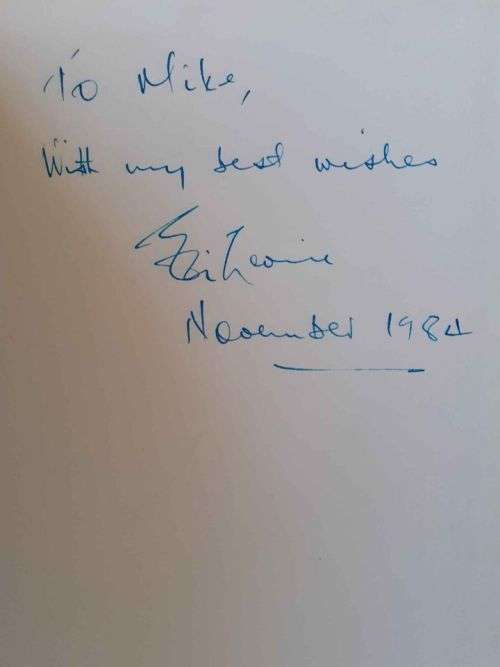 To Mike,
With my best wishes
November 1984